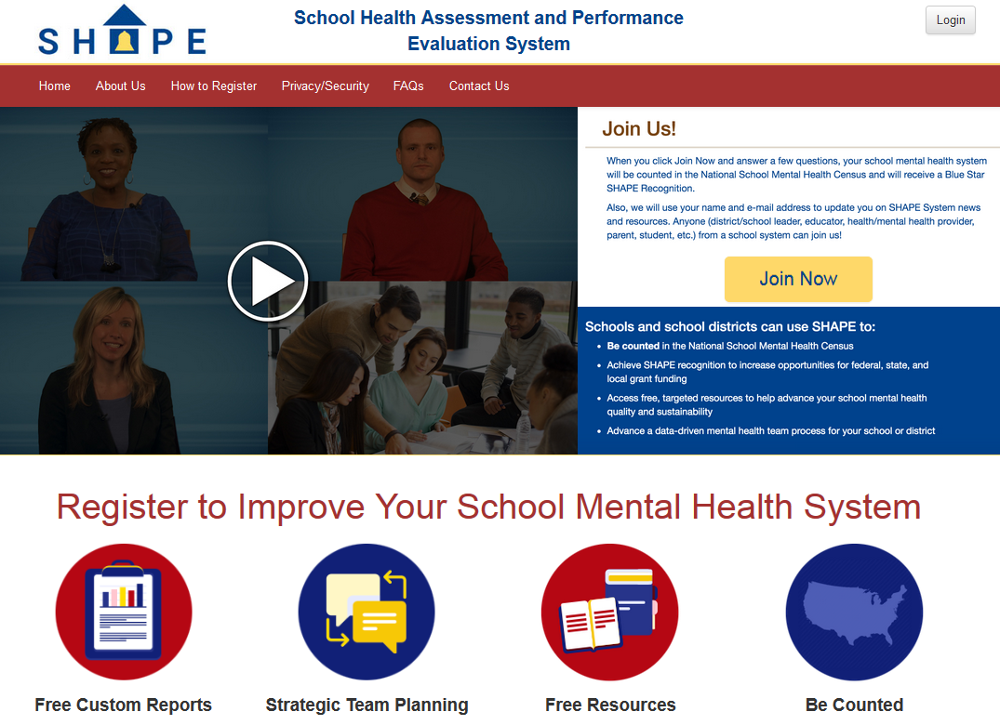 SHAPE
School Health Assessment and Performance
Evaluation System
Login
Home About Us How to Register Privacy/Security FAQs Contact Us
Join Us!
When you click Join Now and answer a few questions, your school mental health system
will be counted in the National School Mental Health Census and will receive a Blue Star
SHAPE Recognition.
Also, we will use your name and e-mail address to update you on SHAPE System news
and resources. Anyone (district/school leader, educator, health/mental health provider,
parent, student, etc.) from a school system can join us!
Join Now
Schools and school districts can use SHAPE to:
• Be counted in the National School Mental Health Census
• Achieve SHAPE recognition to increase opportunities for federal, state, and
local grant funding
• Access free, targeted resources to help advance your school mental health
quality and sustainability
• Advance a data-driven mental health team process for your school or district
Register to Improve Your School Mental Health System
Free Custom Reports
Strategic Team Planning
Free Resources
Be Counted